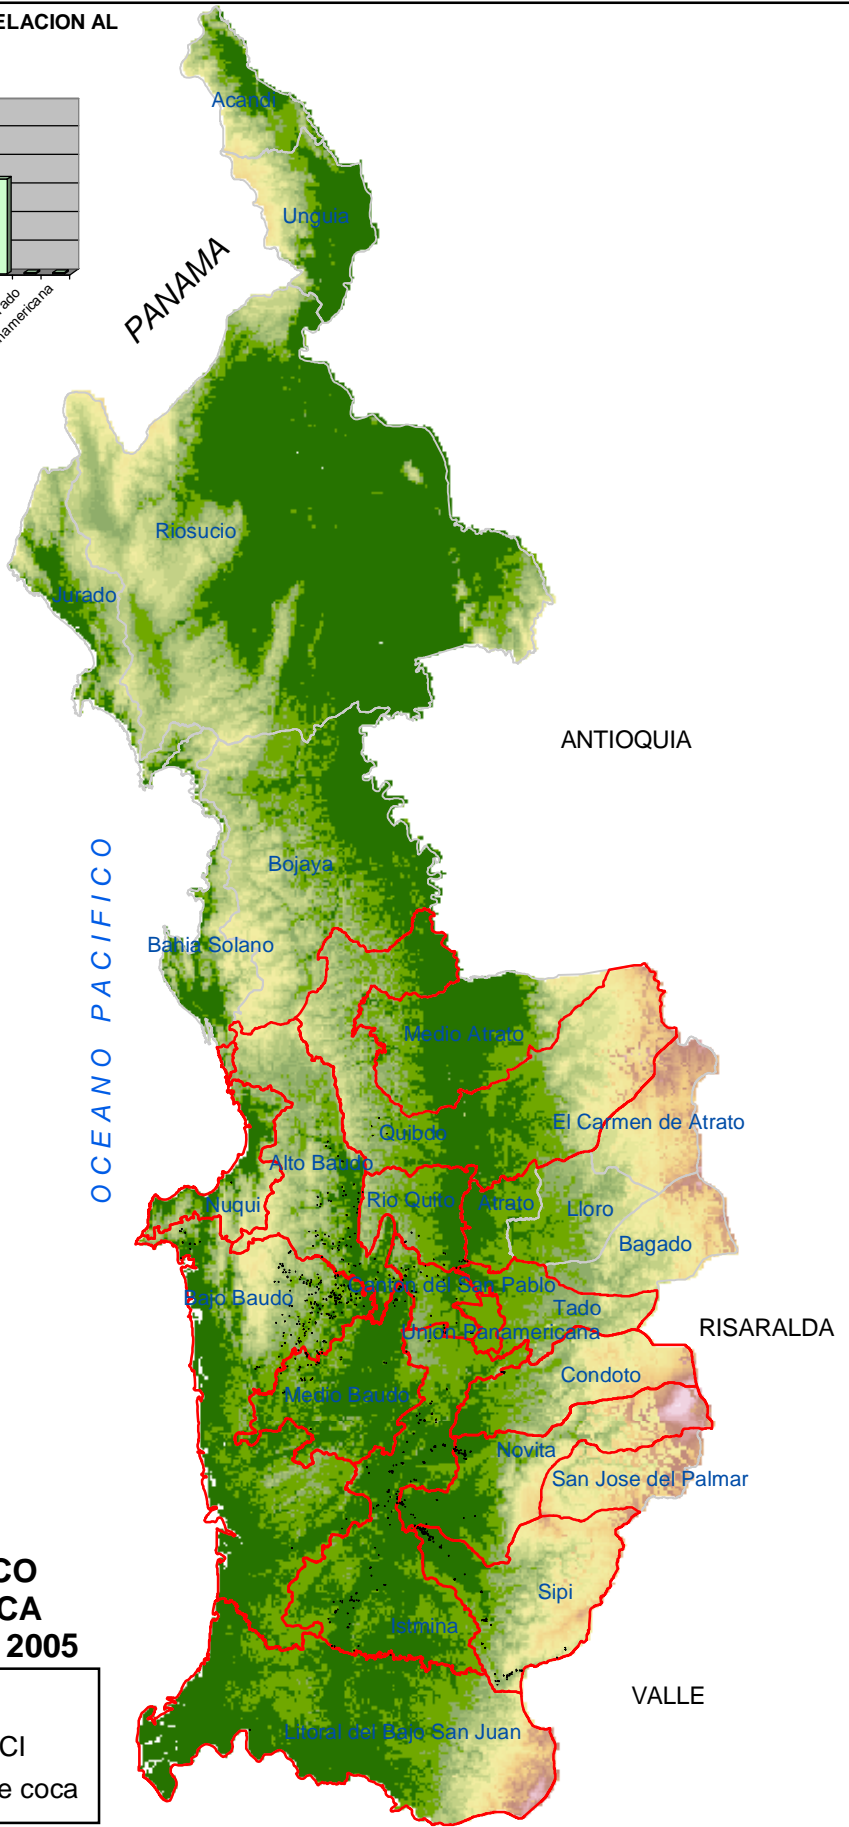 ELACION AL
rado
namericana
Acandi
Unguia
PANAMA
Riosucio
Jurado
ANTIOQUIA
OCEANO PACIFICO
Bojaya
Bahia Solano
Medio Atrato
El Carmen de Atrato
Quibdo
Alto Baudo
Rio Quito
Atrato
Lloro
Nuqui
Bagado
Canton del San Pablo
Bajo Baudo
Tado
Union Panamericana
RISARALDA
Condoto
Medio Baudo
Novita
San Jose del Palmar
CO
CA
2005
Sipi
Istmina
VALLE
Litoral del Bajo San Juan
CI
e coca